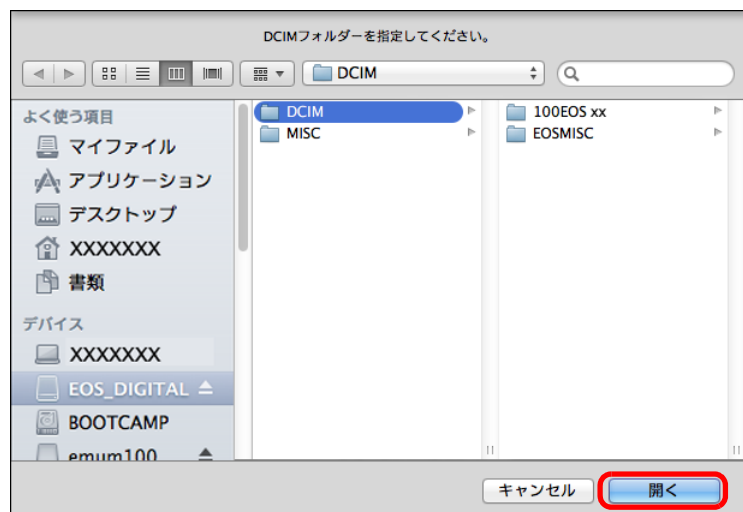 DCIMフォルダーを指定してください。
DCIM
よく使う項目
マイファイル
アプリケーション
デスクトップ
XXXXXXX
書類
デバイス
XXXXXXX
EOS_DIGITAL
BOOTCAMP
emum100
DCIM
MISC
100EOS xx
EOSMISC
キャンセル
開く